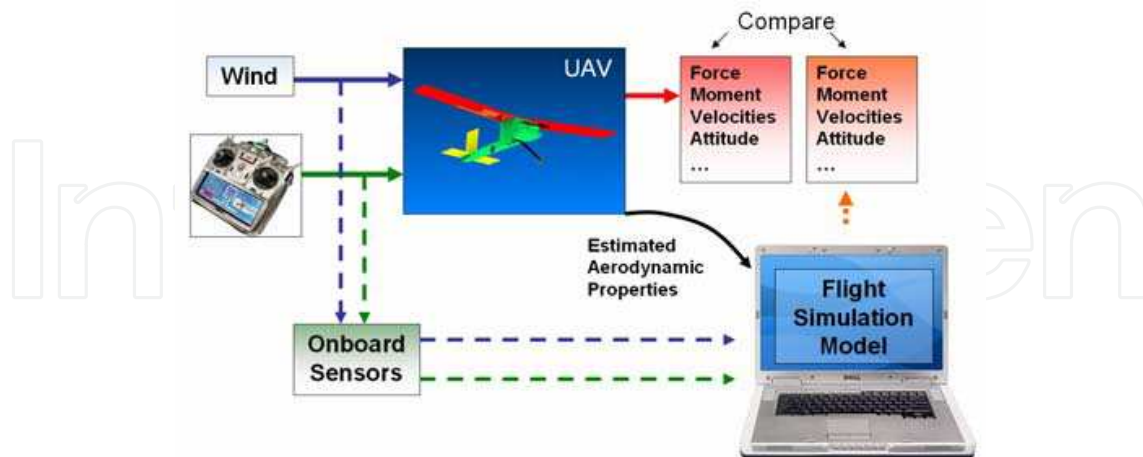 Compare
Wind
UAV
Force
Moment
Velocities
Attitude
...
Force
Moment
Velocities
Attitude
...
Estimated
Aerodynamic
Properties
Flight
Simulation
Model
Onboard
Sensors
DELL